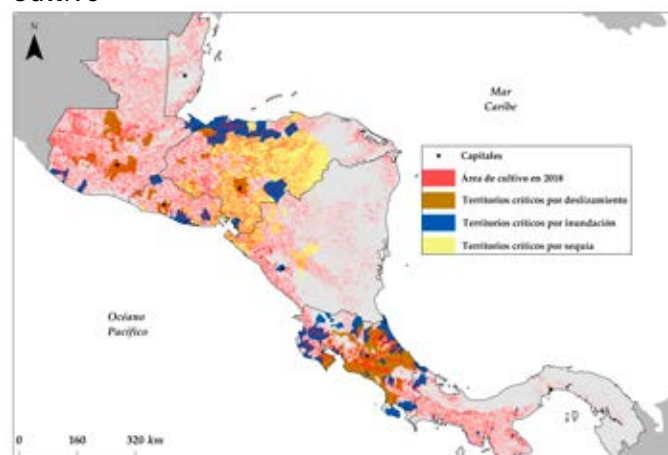 cultivo
N
Mar
Caribe
Capitales
Área de cultivo en 2018
Territorios críticos por deslizamiento
Territorios críticos por inundación
Territorios críticos por sequía
Océano
Pacífico
0 160 320 km